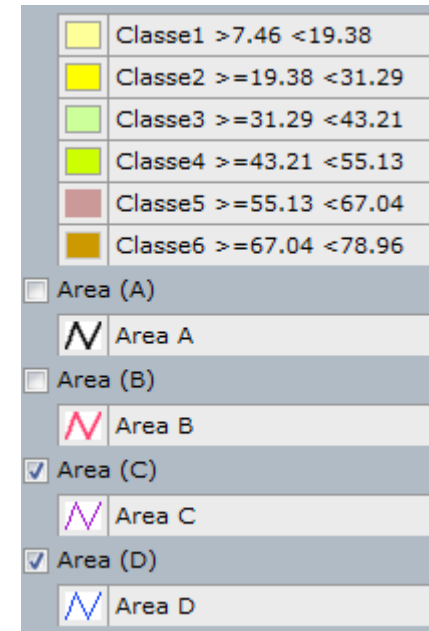 Classe1 >7.46 <19.38
Classe2 >=19.38 <31.29
Classe3 >=31.29 <43.21
Classe4 >=43.21 <55.13
Classe5 >=55.13 <67.04
Classe6 >=67.04 <78.96
Area (A)
Area A
Area (B)
Area B
Area (C)
Area C
Area (D)
Area D